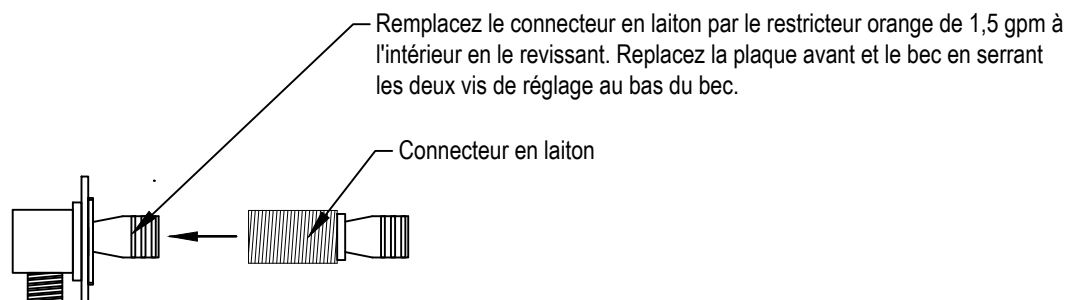 Remplacez le connecteur en laiton par le restricteur orange de 1,5 gpm à
l'intérieur en le revissant. Replacez la plaque avant et le bec en serrant
les deux vis de réglage au bas du bec.
Connecteur en laiton